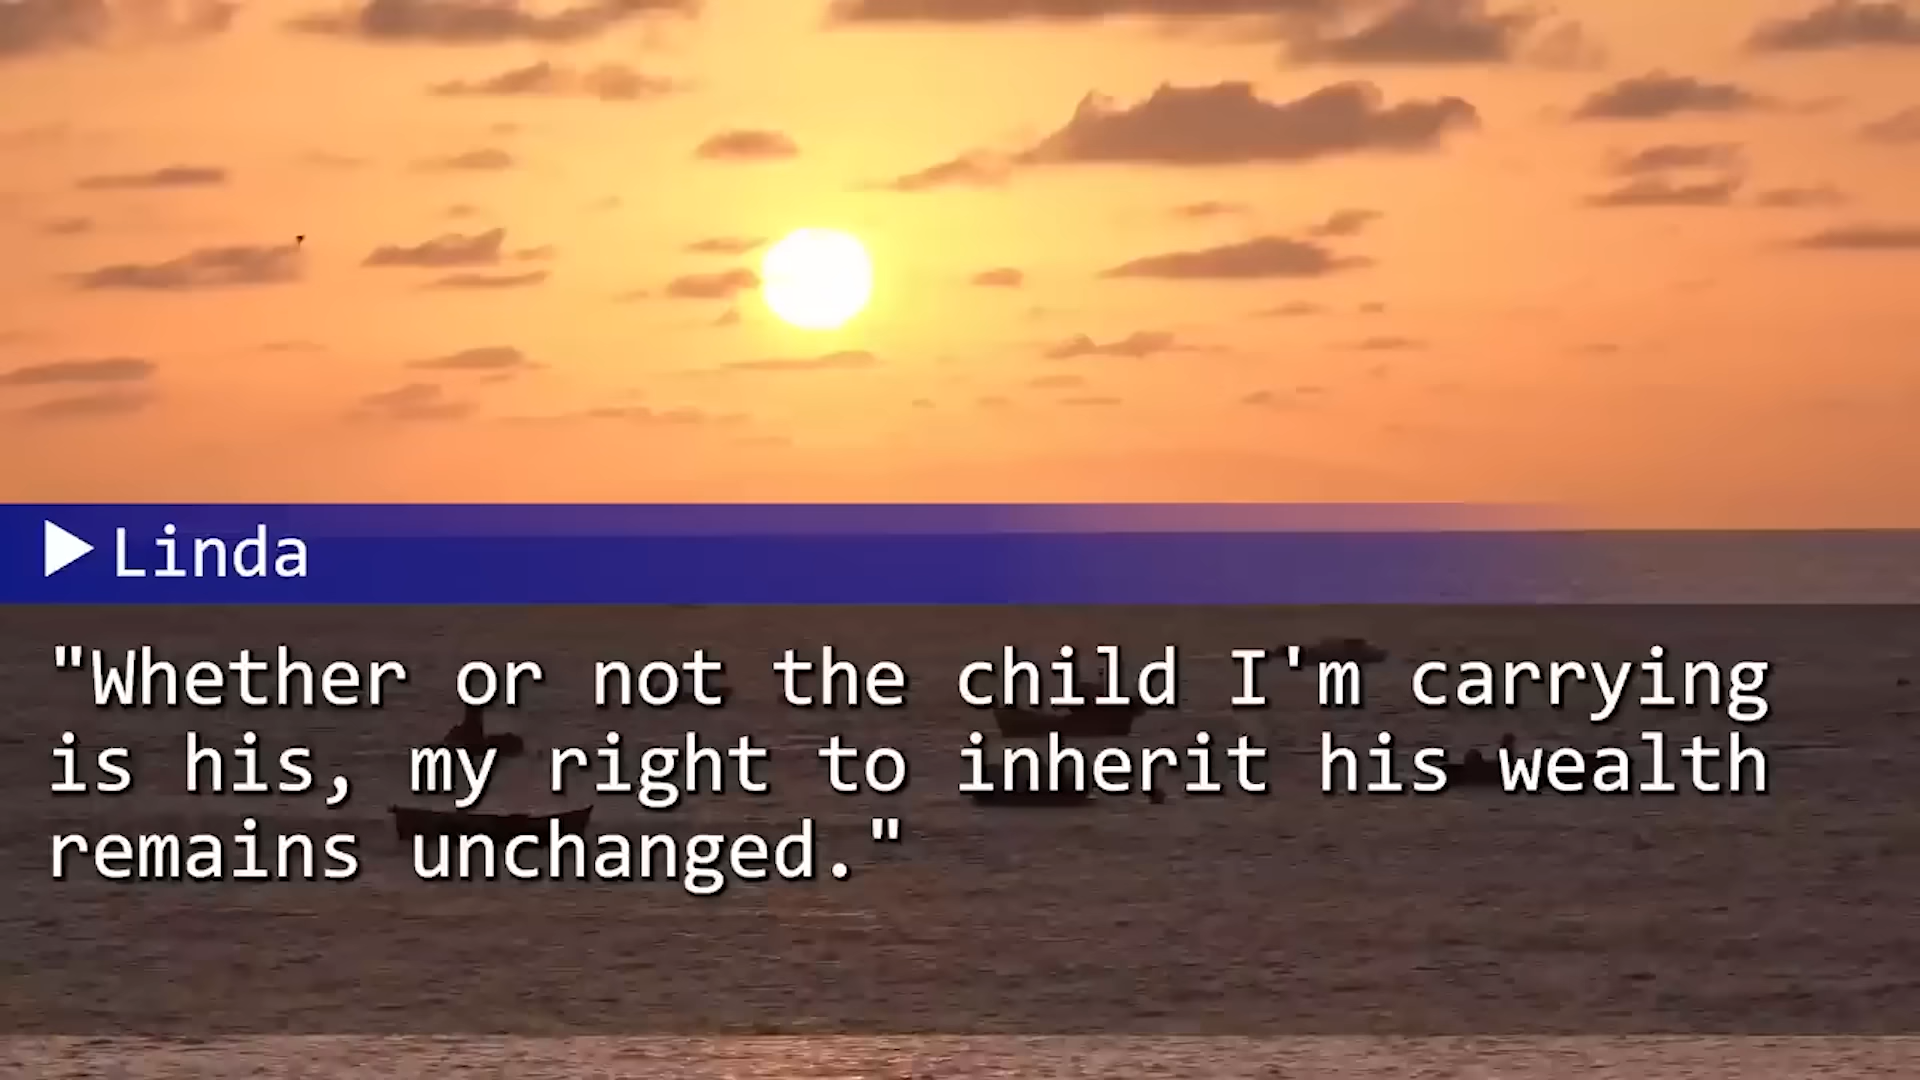 Linda
"Whether or not the child I'm carrying
is his, my right to inherit his wealth
remains unchanged."